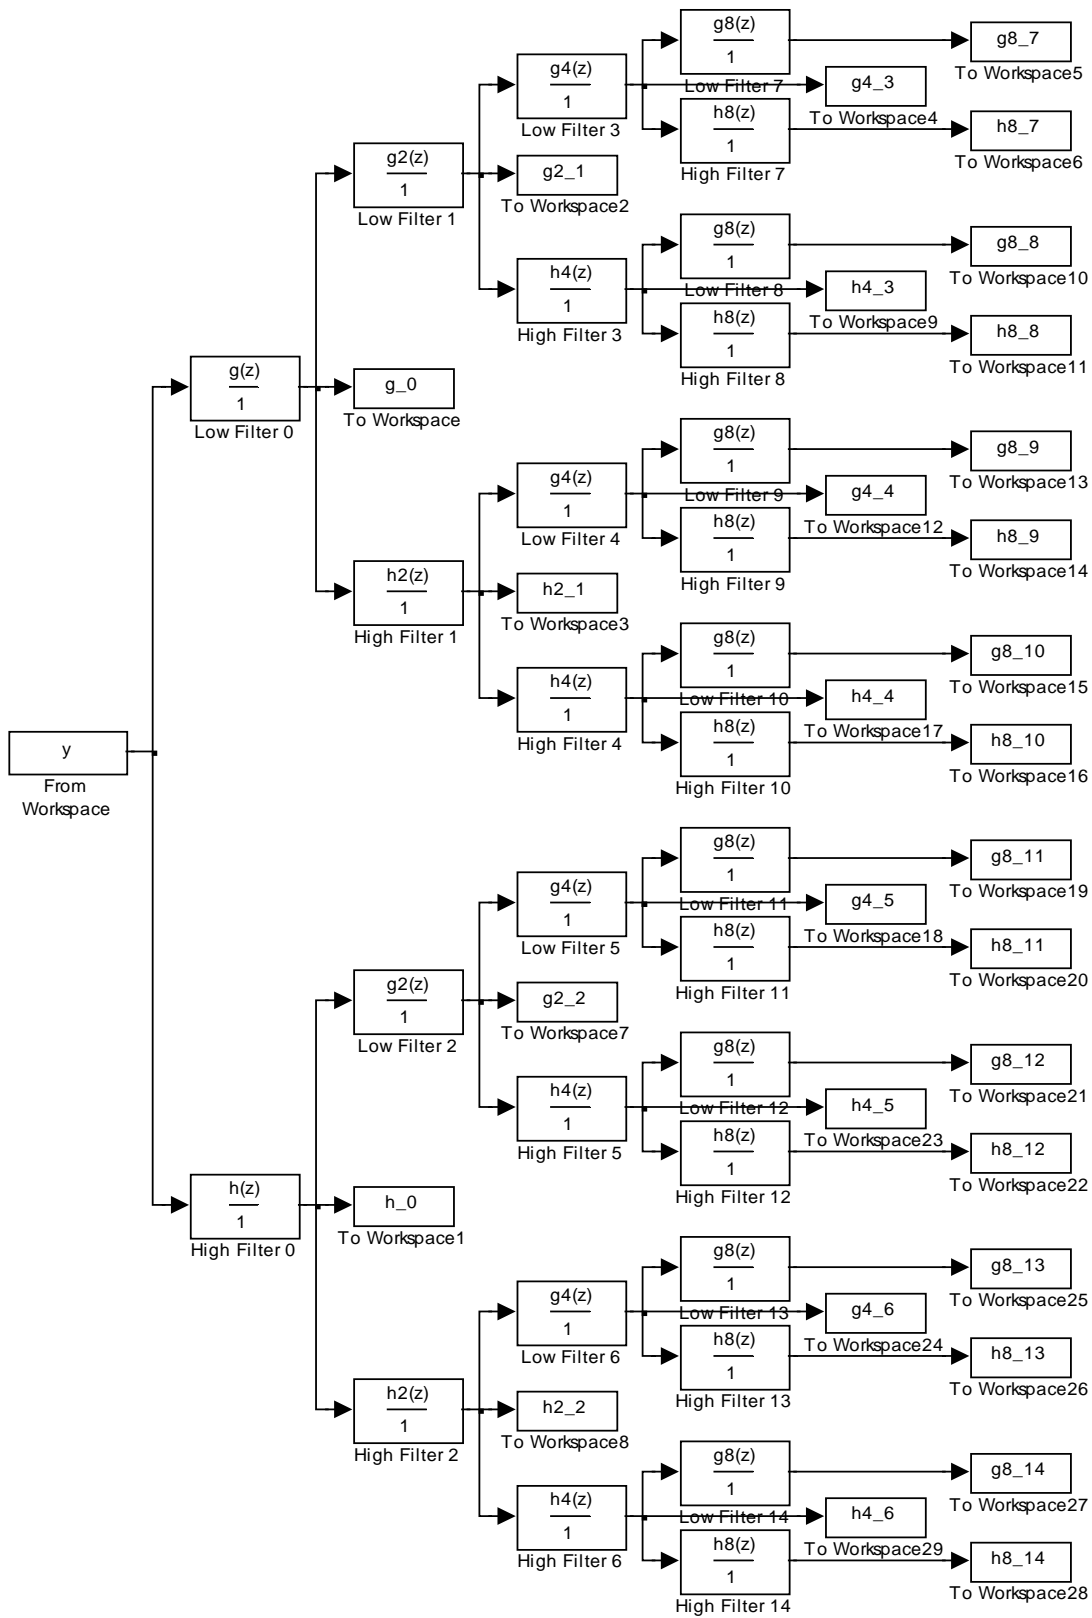 g8(z)
1
Low Filter 7
g8_7
To Workspace5
g4(z)
1
Low Filter 3
g4_3
To Workspace4
h8(z)
1
High Filter 7
h8_7
To Workspace6
g2(z)
1
Low Filter 1
g2_1
To Workspace2
g8(z)
1
Low Filter 8
g8_8
To Workspace10
h4(z)
1
High Filter 3
h4_3
To Workspace9
h8(z)
1
High Filter 8
h8_8
To Workspace11
g(z)
1
Low Filter 0
g_0
To Workspace
g8(z)
1
Low Filter 9
g8_9
To Workspace13
g4(z)
1
Low Filter 4
g4_4
To Workspace12
h8(z)
1
High Filter 9
h8_9
To Workspace14
h2(z)
1
High Filter 1
h2_1
To Workspace3
g8(z)
1
Low Filter 10
g8_10
To Workspace15
h4(z)
1
High Filter 4
h4_4
To Workspace17
h8(z)
1
High Filter 10
h8_10
To Workspace16
y
From
Workspace
g8(z)
1
Low Filter 11
g8_11
To Workspace19
g4(z)
1
Low Filter 5
g4_5
To Workspace18
h8(z)
1
High Filter 11
h8_11
To Workspace20
g2(z)
1
Low Filter 2
g2_2
To Workspace7
g8(z)
1
Low Filter 12
g8_12
To Workspace21
h4(z)
1
High Filter 5
h4_5
To Workspace23
h8(z)
1
High Filter 12
h8_12
To Workspace22
h(z)
1
High Filter 0
h_0
To Workspace1
g8(z)
1
Low Filter 13
g8_13
To Workspace25
g4(z)
1
Low Filter 6
g4_6
To Workspace24
h8(z)
1
High Filter 13
h8_13
To Workspace26
h2(z)
1
High Filter 2
h2_2
To Workspace8
g8(z)
1
Low Filter 14
g8_14
To Workspace27
h4(z)
1
High Filter 6
h4_6
To Workspace29
h8(z)
1
High Filter 14
h8_14
To Workspace28